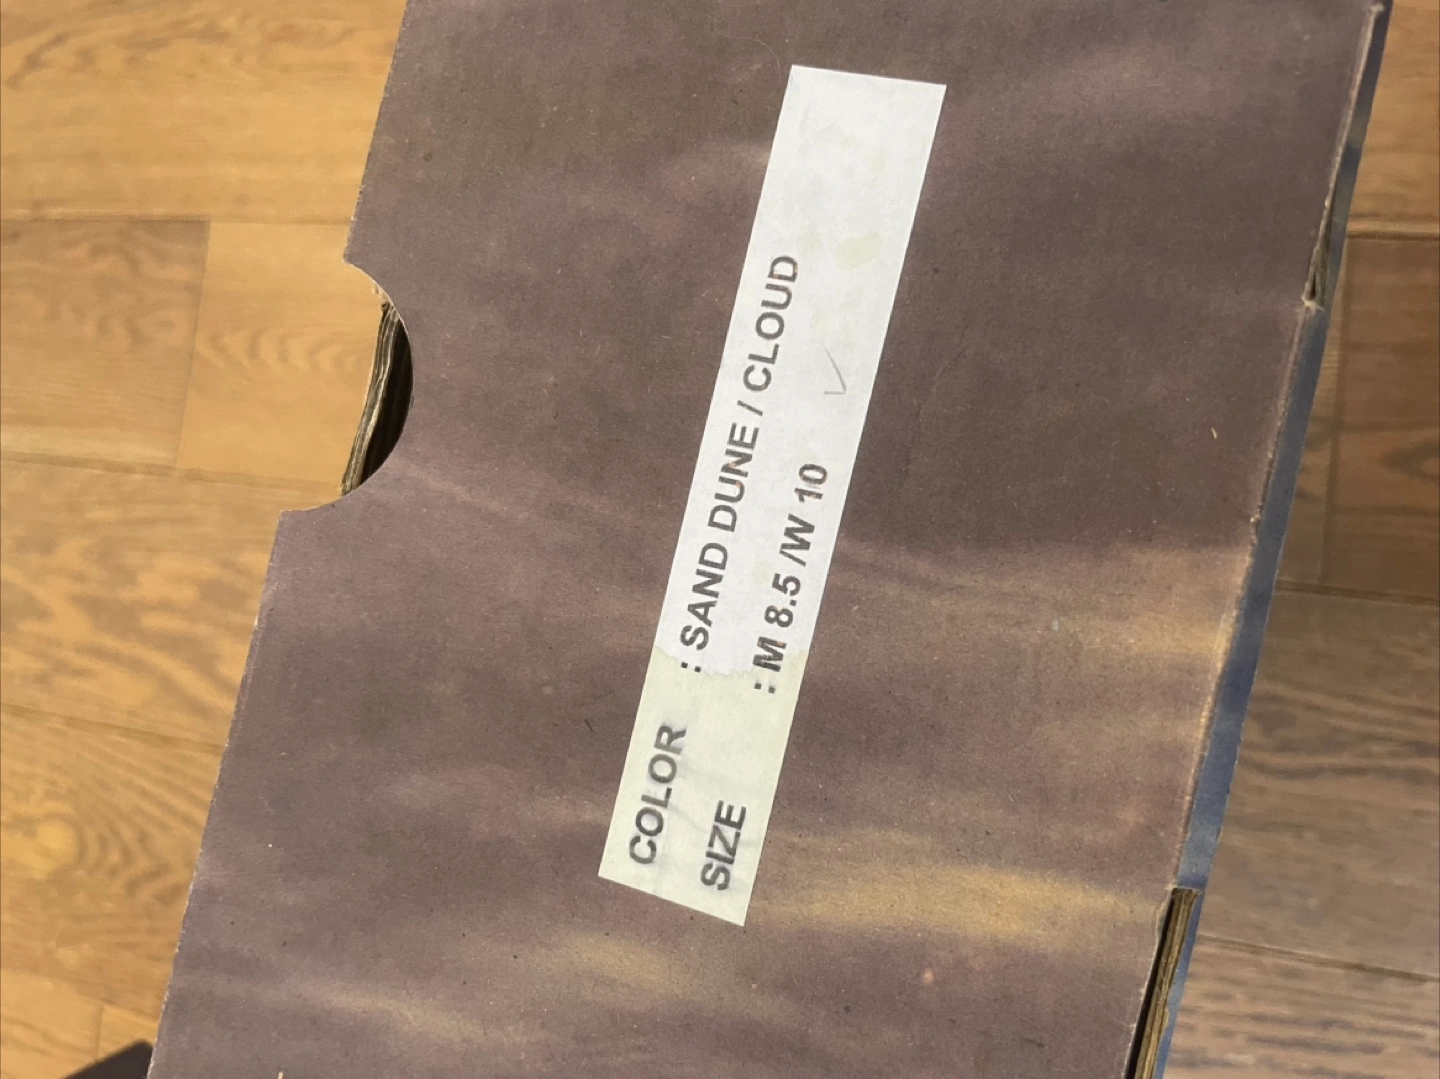 COLOR : SAND DUNE / CLOUD
SIZE : M 8.5 /W 10